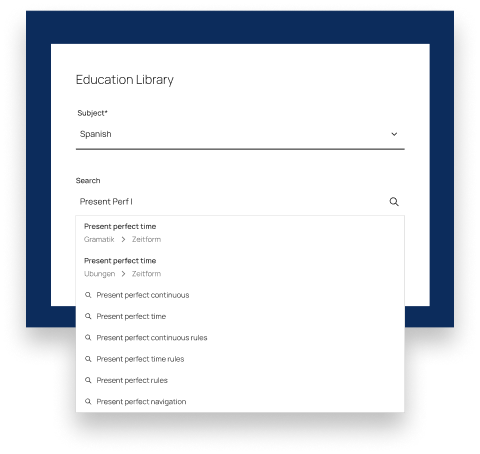 Education Library
Subject*
Spanish
Search
Present Perf
Present perfect time
Gramatik > Zeitform
Present perfect time
Ubungen > Zeitform
Present perfect continuous
Present perfect time
Present perfect continuous rules
Present perfect time rules
Present perfect rules
Present perfect navigation